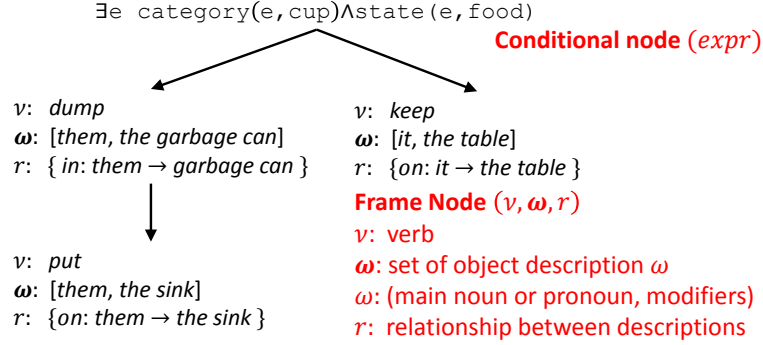 ∃e category(e,cup)∧state(e,food)
Conditional node (expr)
ν: dump
ω: [them, the garbage can]
r: { in: them → garbage can }
ν: keep
ω: [it, the table]
r: {on: it → the table }
ν: put
ω: [them, the sink]
r: {on: them → the sink }
Frame Node (ν, ω, r)
ν: verb
ω: set of object description ω
ω: (main noun or pronoun, modifiers)
r: relationship between descriptions